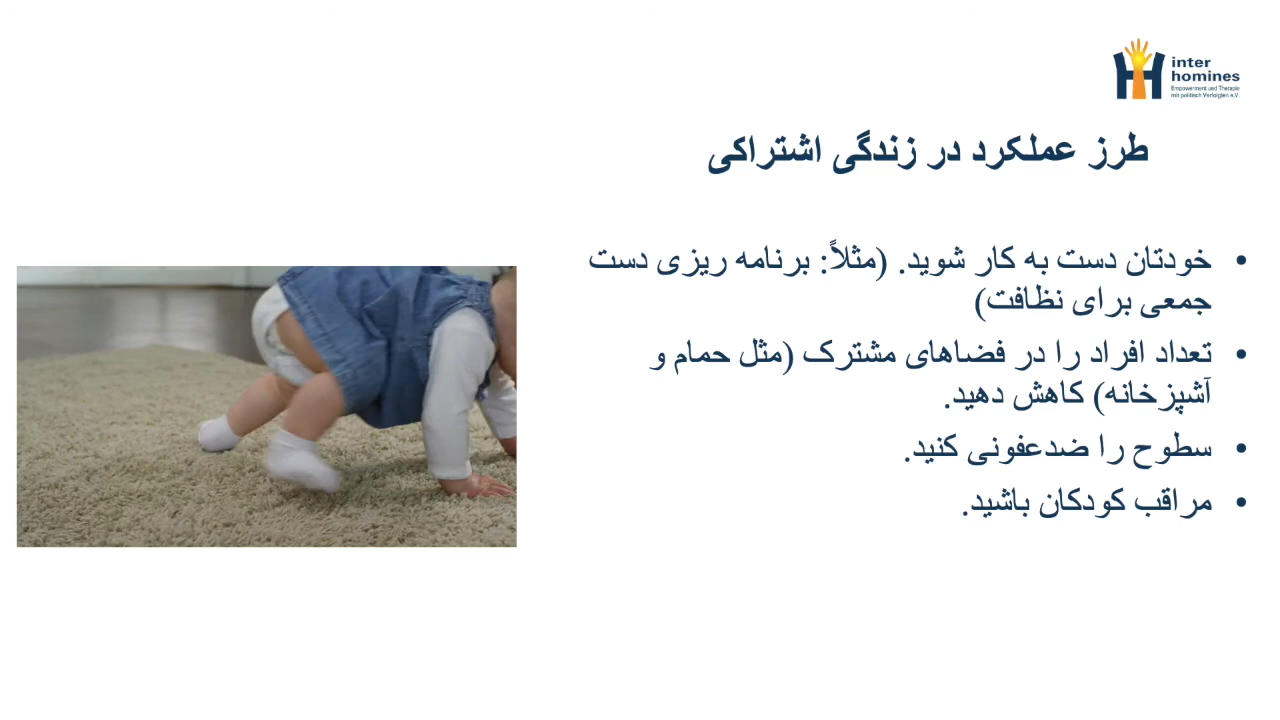 inter
homines
Empowerment und Therapie
mit politisch Verfolgten e.V.
طرز عملکرد در زندگی اشتراکی
• خودتان دست به کار شوید. (مثلاً: برنامه ریزی دست
جمعی برای نظافت)
• تعداد افراد را در فضاهای مشترک (مثل حمام و
آشپزخانه) کاهش دهید.
• سطوح را ضدعفونی کنید.
• مراقب کودکان باشید.